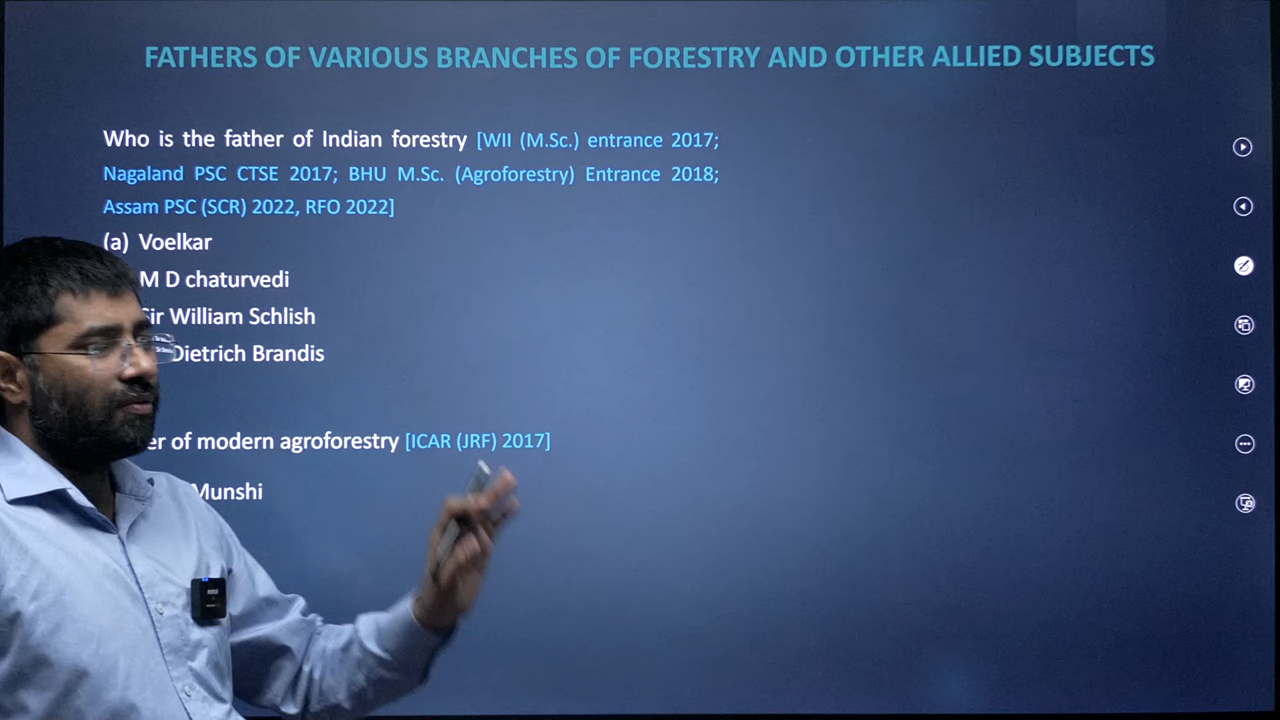 FATHERS OF VARIOUS BRANCHES OF FORESTRY AND OTHER ALLIED SUBJECTS
Who is the father of Indian forestry [WII (M.Sc.) entrance 2017;
Nagaland PSC CTSE 2017; BHU M.Sc. (Agroforestry) Entrance 2018;
Assam PSC (SCR) 2022, RFO 2022]
(a) Voelkar
M D chaturvedi
Sir William Schlish
Dietrich Brandis
er of modern agroforestry [ICAR (JRF) 2017]
Munshi